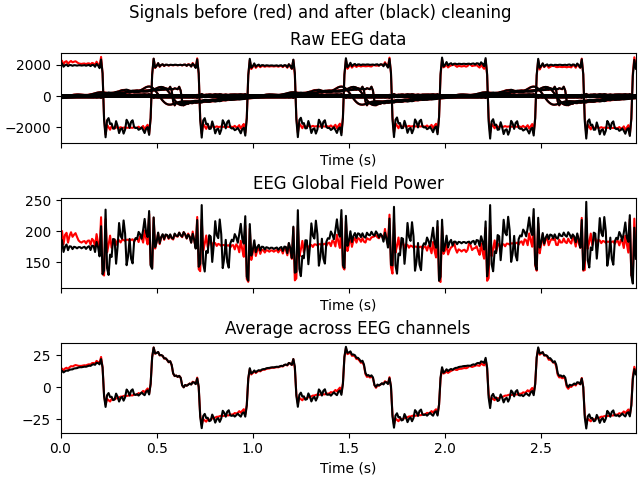 Signals before (red) and after (black) cleaning
Raw EEG data
2000
0
−2000
Time (s)
EEG Global Field Power
250
200
150
Time (s)
Average across EEG channels
25
0
−25
0.0 0.5 1.0 1.5 2.0 2.5
Time (s)